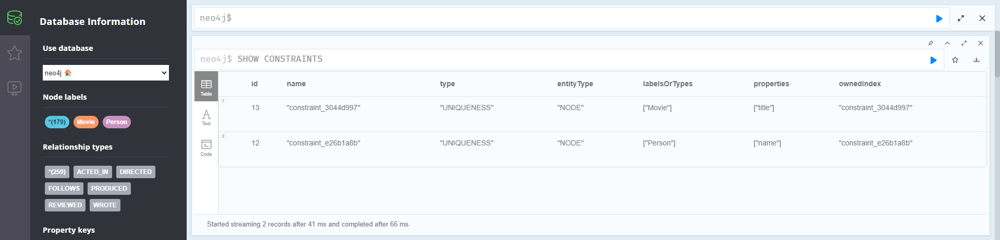 Database Information
Use database
neo4j
Node labels
*(179) Movie Person
Relationship types
*(259) ACTED_IN DIRECTED
FOLLOWS PRODUCED
REVIEWED WROTE
Property keys
neo4j$
neo4j$ SHOW CONSTRAINTS
Table
Text
Code
id name type entityType labelsOrTypes properties ownedIndex
1
13 "constraint_3044d997" "UNIQUENESS" "NODE" ["Movie"] ["title"] "constraint_3044d997"
2
12 "constraint_e26b1a8b" "UNIQUENESS" "NODE" ["Person"] ["name"] "constraint_e26b1a8b"
Started streaming 2 records after 41 ms and completed after 66 ms.